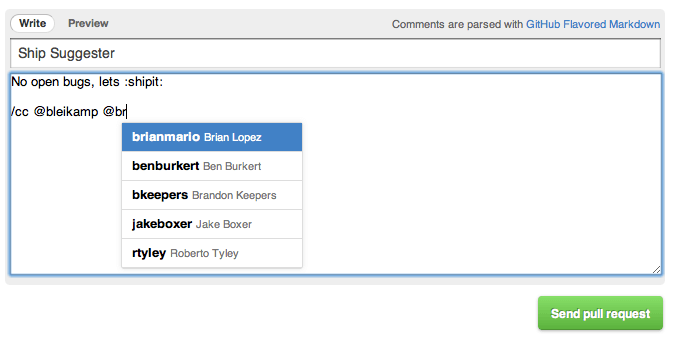 Write Preview Comments are parsed with GitHub Flavored Markdown
Ship Suggester
No open bugs, lets :shipit:
/cc @bleikamp @br
brianmario Brian Lopez
benburkert Ben Burkert
bkeepers Brandon Keepers
jakeboxer Jake Boxer
rtyley Roberto Tyley
Send pull request